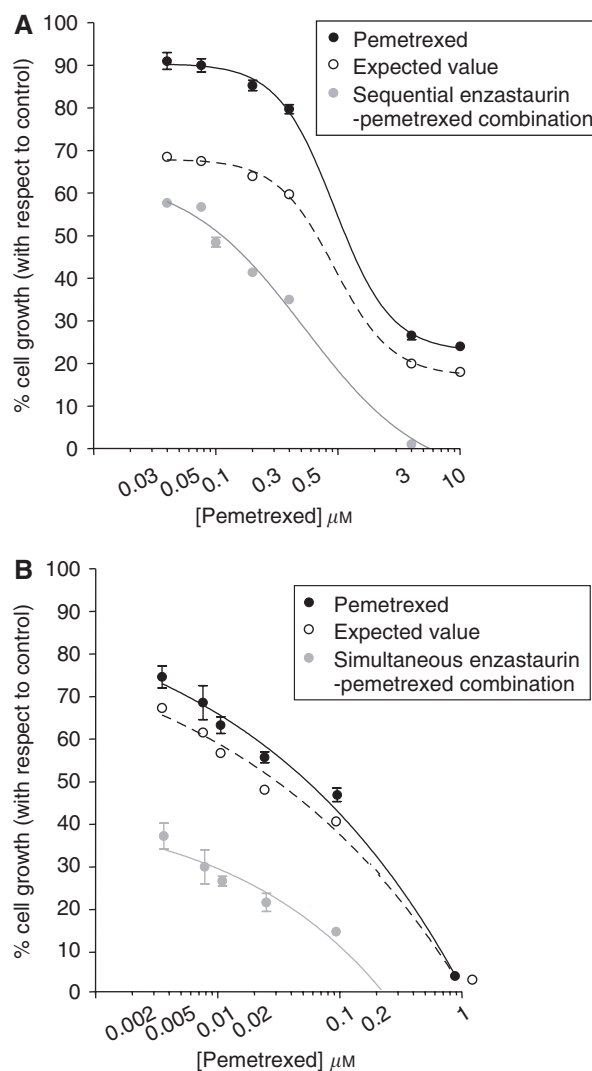 A
100
90
80
70
60
50
40
30
20
10
0
% cell growth (with respect to control)
Pemetrexed
Expected value
Sequential enzastaurin
-pemetrexed combination
0.03
0.05
0.1
0.3
0.5
3
10
[Pemetrexed] μM
B
100
90
80
70
60
50
40
30
20
10
0
% cell growth (with respect to control)
Pemetrexed
Expected value
Simultaneous enzastaurin
-pemetrexed combination
0.002
0.005
0.01
0.02
0.1
0.2
1
[Pemetrexed] μM